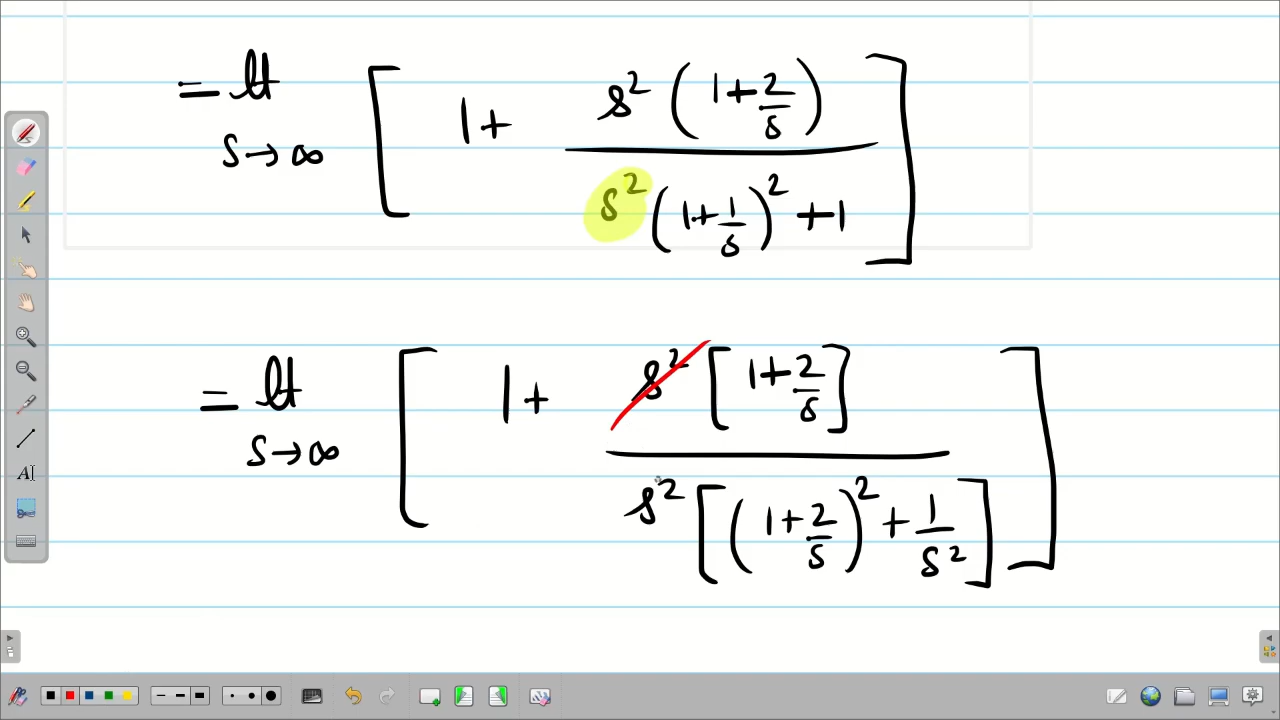 = lt s→∞ [ 1 + s² (1 + 2/s) / s² (1 + 1/s)² + 1 ]
= lt s→∞ [ 1 + s² [1 + 2/s] / s² [(1 + 2/s)² + 1/s²] ]